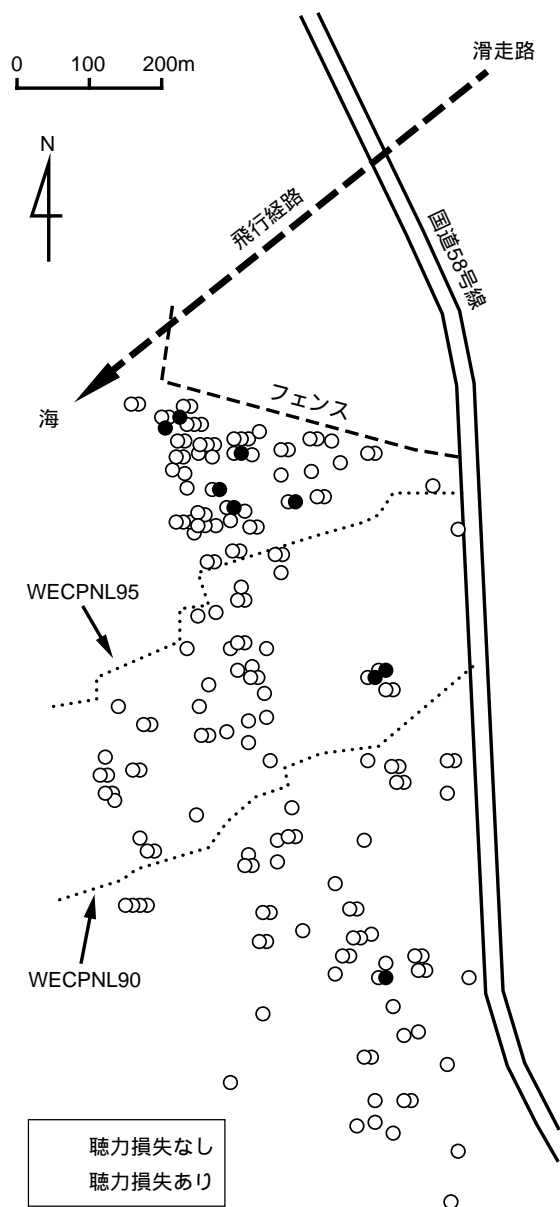 滑走路
0 100 200m
N
飛行経路
国道58号線
フェンス
海
WECPNL95
WECPNL90
聴力損失なし
聴力損失あり